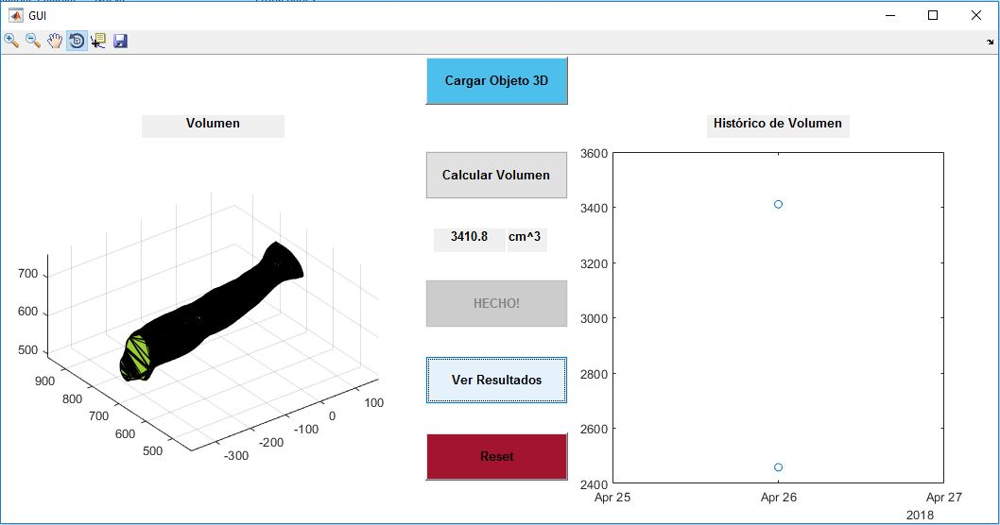 GUI
Cargar Objeto 3D
Volumen
Histórico de Volumen
Calcular Volumen
3410.8 cm^3
HECHO!
Ver Resultados
Reset
700
600
500
900
800
700
600
500
-300
-200
-100
0
100
3600
3400
3200
3000
2800
2600
2400
Apr 25 Apr 26 Apr 27
2018